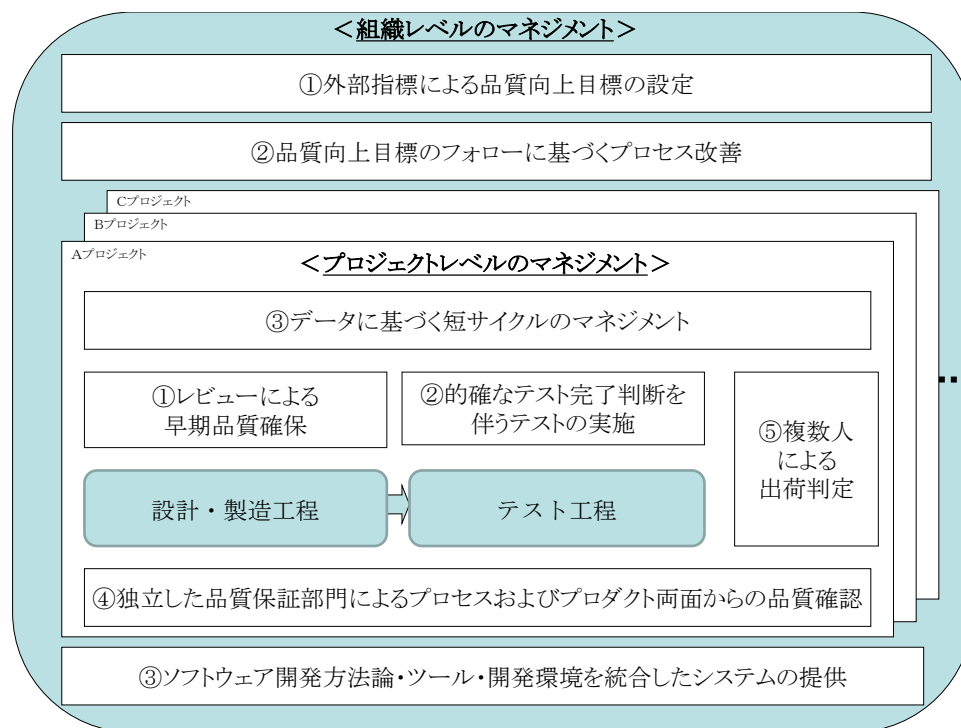 ＜組織レベルのマネジメント＞
①外部指標による品質向上目標の設定
②品質向上目標のフォローに基づくプロセス改善
Cプロジェクト
Bプロジェクト
Aプロジェクト
＜プロジェクトレベルのマネジメント＞
③データに基づく短サイクルのマネジメント
①レビューによる
早期品質確保
②的確なテスト完了判断を
伴うテストの実施
⑤複数人
による
出荷判定
…
設計・製造工程
テスト工程
④独立した品質保証部門によるプロセスおよびプロダクト両面からの品質確認
③ソフトウェア開発方法論・ツール・開発環境を統合したシステムの提供